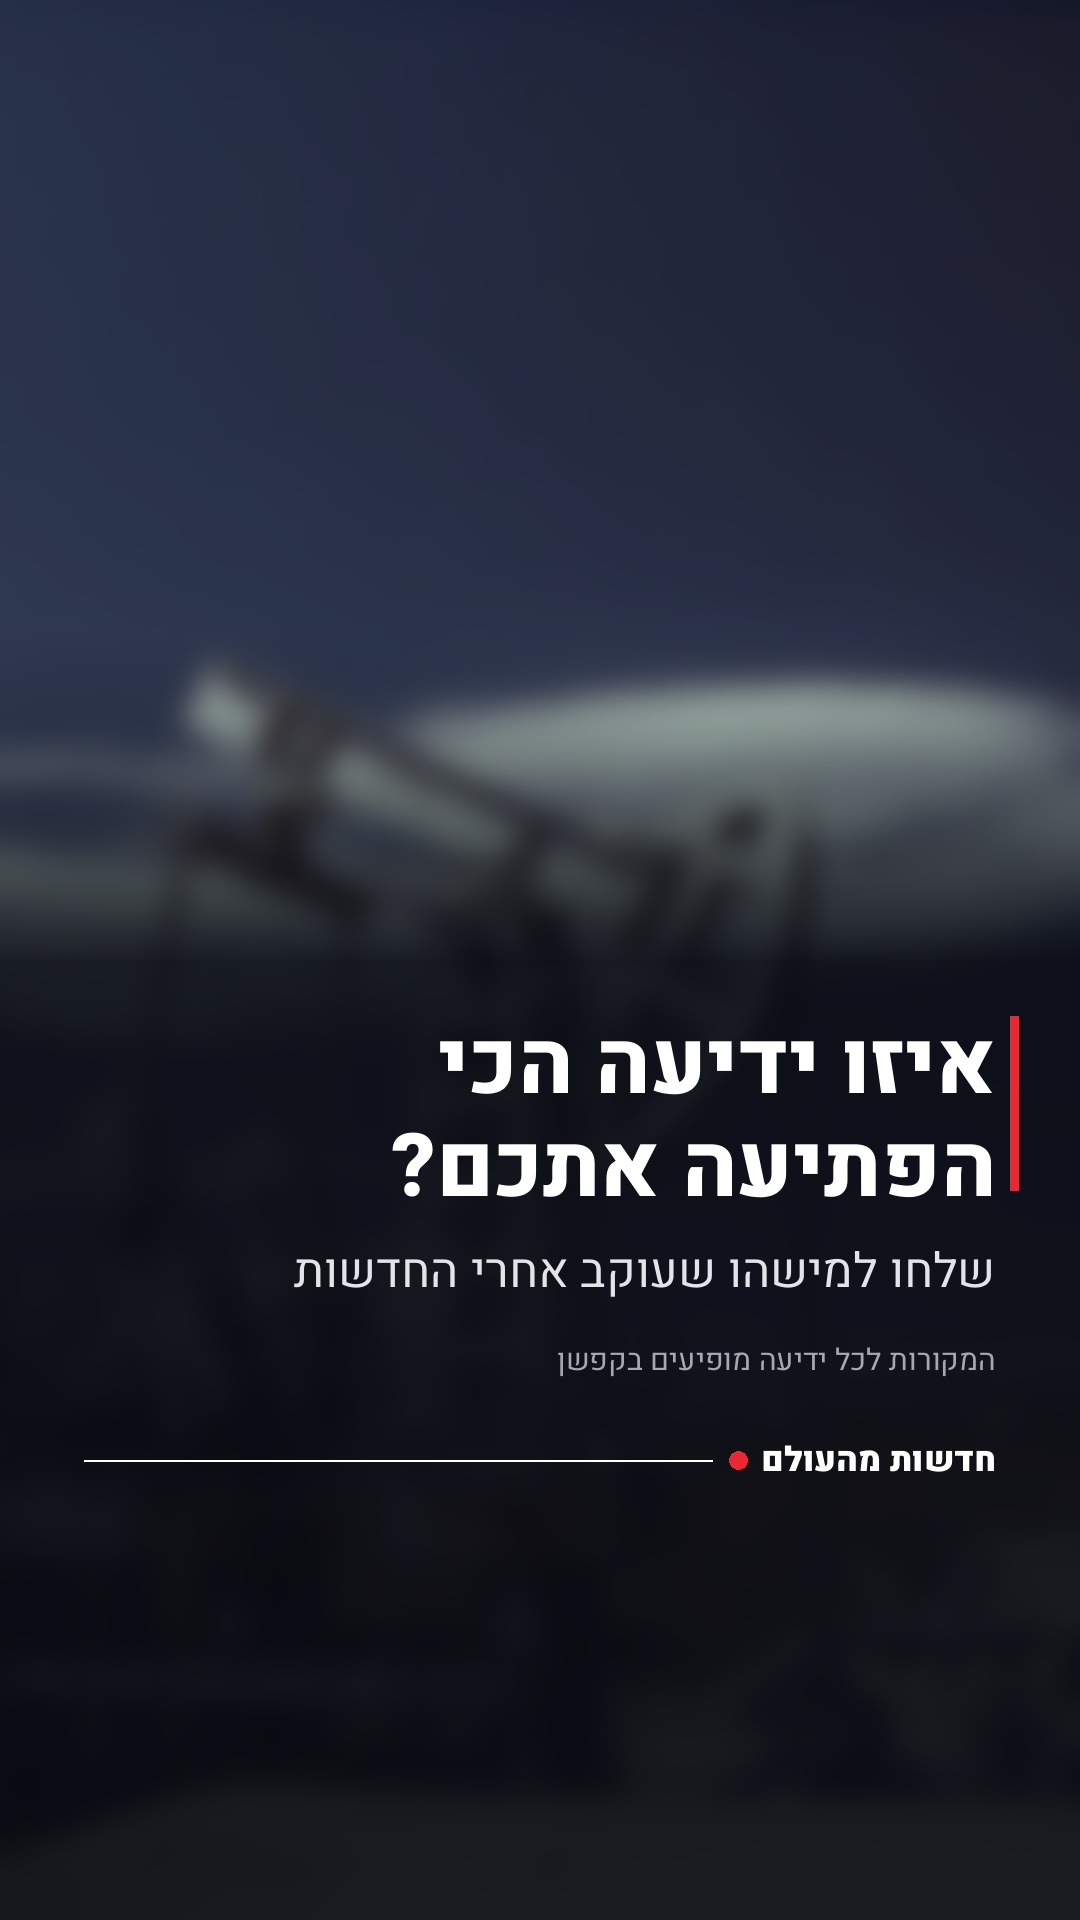 איזו ידיעה הכי
הפתיעה אתכם?
שלחו למישהו שעוקב אחרי החדשות
המקורות לכל ידיעה מופיעים בקפשן
חדשות מהעולם